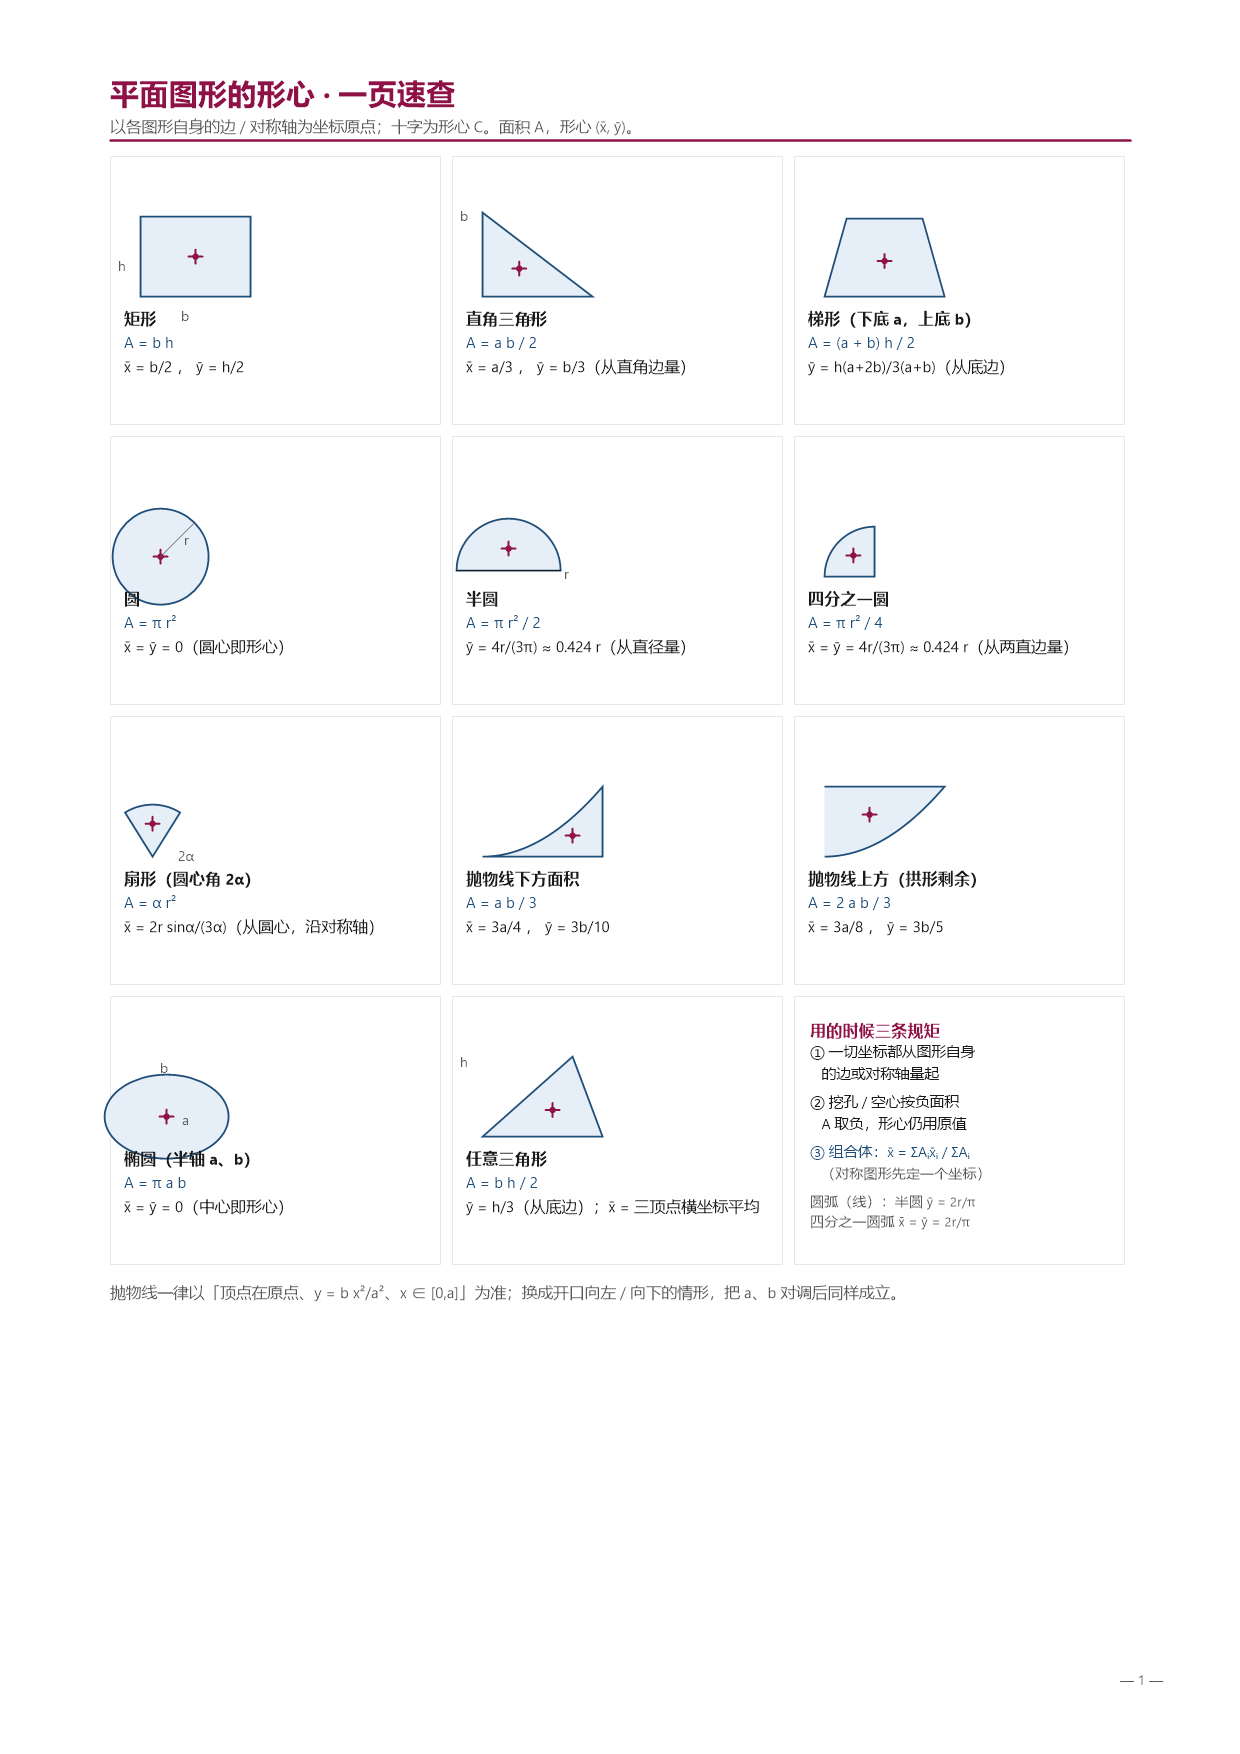 平面图形的形心 · 一页速查
以各图形自身的边 / 对称轴为坐标原点；十字为形心 C。面积 A，形心 (x̄, ȳ)。
h
b
矩形
A = b h
x̄ = b/2 ， ȳ = h/2
b
直角三角形
A = a b / 2
x̄ = a/3 ， ȳ = b/3（从直角边量）
梯形（下底 a，上底 b）
A = (a + b) h / 2
ȳ = h(a+2b)/3(a+b)（从底边）
r
圆
A = π r²
x̄ = ȳ = 0（圆心即形心）
r
半圆
A = π r² / 2
ȳ = 4r/(3π) ≈ 0.424 r（从直径量）
四分之一圆
A = π r² / 4
x̄ = ȳ = 4r/(3π) ≈ 0.424 r（从两直边量）
2α
扇形（圆心角 2α）
A = α r²
x̄ = 2r sinα/(3α)（从圆心，沿对称轴）
抛物线下方面积
A = a b / 3
x̄ = 3a/4 ， ȳ = 3b/10
抛物线上方（拱形剩余）
A = 2 a b / 3
x̄ = 3a/8 ， ȳ = 3b/5
b
a
椭圆（半轴 a、b）
A = π a b
x̄ = ȳ = 0（中心即形心）
h
任意三角形
A = b h / 2
ȳ = h/3（从底边）；x̄ = 三顶点横坐标平均
用的时候三条规矩
① 一切坐标都从图形自身
的边或对称轴量起
② 挖孔 / 空心按负面积
A 取负，形心仍用原值
③ 组合体：x̄ = ΣAᵢx̄ᵢ / ΣAᵢ
（对称图形先定一个坐标）
圆弧（线）：半圆 ȳ = 2r/π
四分之一圆弧 x̄ = ȳ = 2r/π
抛物线一律以「顶点在原点、y = b x²/a²、x ∈ [0,a]」为准；换成开口向左 / 向下的情形，把 a、b 对调后同样成立。
— 1 —